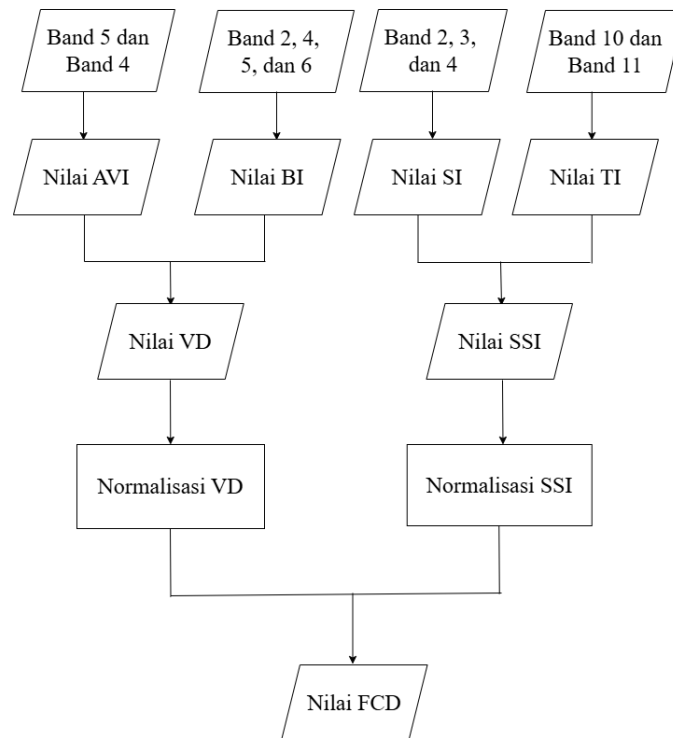 Band 5 dan
Band 4
Band 2, 4,
5, dan 6
Band 2, 3,
dan 4
Band 10 dan
Band 11
Nilai AVI
Nilai BI
Nilai SI
Nilai TI
Nilai VD
Nilai SSI
Normalisasi VD
Normalisasi SSI
Nilai FCD